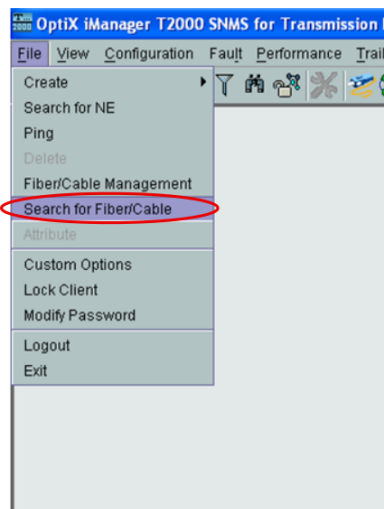 OptiX iManager T2000 SNMS for Transmission
File View Configuration Fault Performance Trail
Create
Search for NE
Ping
Delete
Fiber/Cable Management
Search for Fiber/Cable
Attribute
Custom Options
Lock Client
Modify Password
Logout
Exit